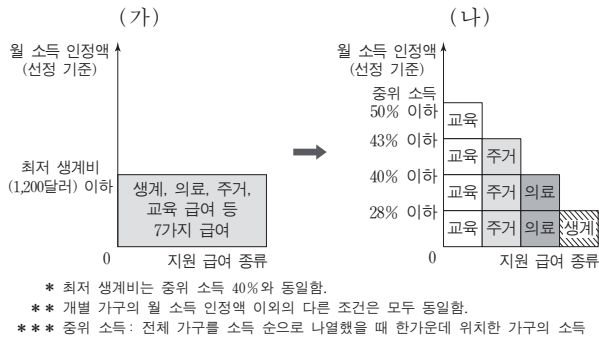 (가)
월 소득 인정액
(선정 기준)
최저 생계비
(1,200달러) 이하
생계, 의료, 주거,
교육 급여 등
7가지 급여
0
지원 급여 종류
(나)
월 소득 인정액
(선정 기준)
중위 소득
50% 이하
교육
43% 이하
교육 주거
40% 이하
교육 주거 의료
28% 이하
교육 주거 의료 생계
0
지원 급여 종류
* 최저 생계비는 중위 소득 40%와 동일함.
** 개별 가구의 월 소득 인정액 이외의 다른 조건은 모두 동일함.
*** 중위 소득: 전체 가구를 소득 순으로 나열했을 때 한가운데 위치한 가구의 소득